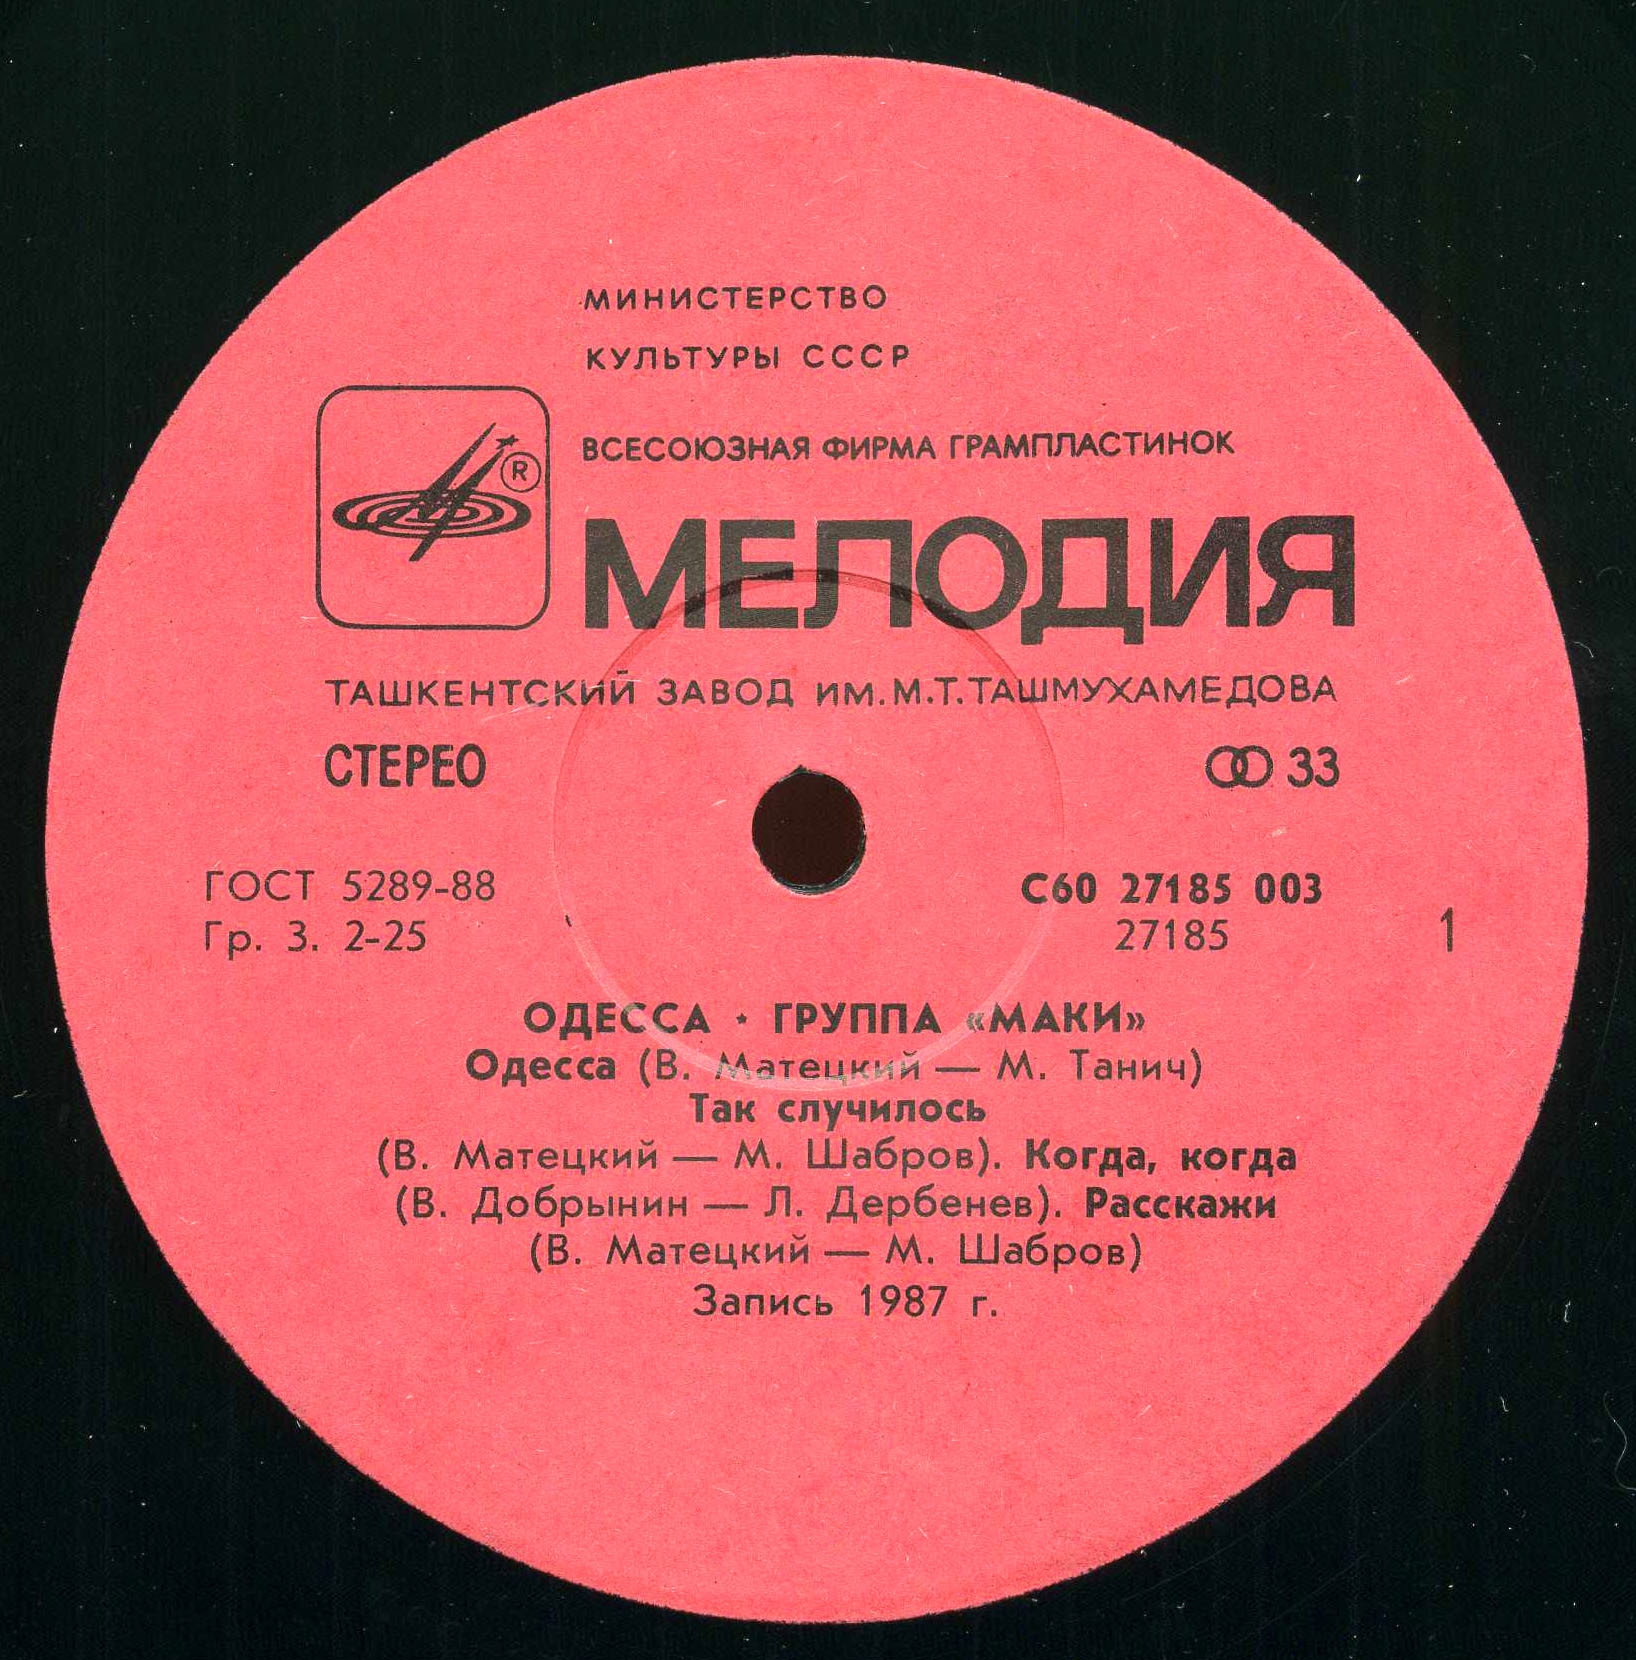 МИНИСТЕРСТВО
КУЛЬТУРЫ СССР
ВСЕСОЮЗНАЯ ФИРМА ГРАМПЛАСТИНОК
®
МЕЛОДИЯ
ТАШКЕНТСКИЙ ЗАВОД ИМ. М.Т. ТАШМУХАМЕДОВА
СТЕРЕО 33
ГОСТ 5289-88 С60 27185 003
Гр. 3. 2-25 27185 1
ОДЕССА · ГРУППА «МАКИ»
Одесса (В. Матецкий — М. Танич)
Так случилось
(В. Матецкий — М. Шабров). Когда, когда
(В. Добрынин — Л. Дербенев). Расскажи
(В. Матецкий — М. Шабров)
Запись 1987 г.